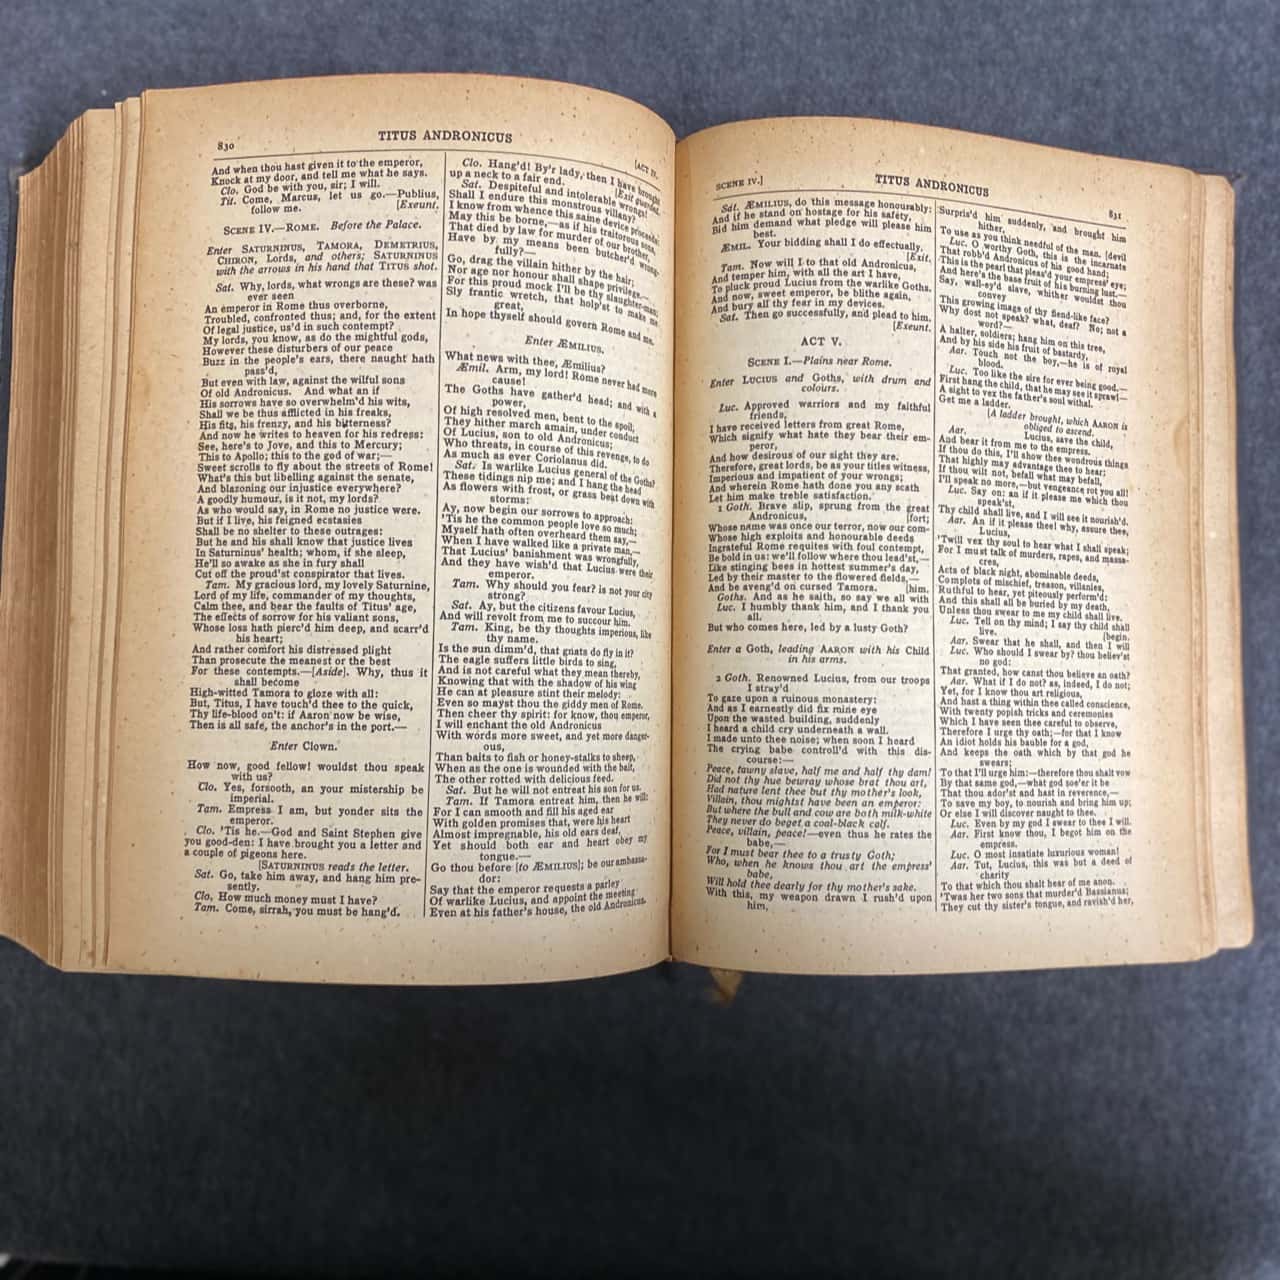 830
TITUS ANDRONICUS
[ACT IV.
And when thou hast given it to the emperor,
Knock at my door, and tell me what he says.
Clo. God be with you, sir; I will.
Tit. Come, Marcus, let us go.—Publius,
follow me. [Exeunt.
SCENE IV.—ROME. Before the Palace.
Enter SATURNINUS, TAMORA, DEMETRIUS,
CHIRON, Lords, and others; SATURNINUS
with the arrows in his hand that TITUS shot.
Sat. Why, lords, what wrongs are these? was
ever seen
An emperor in Rome thus overborne,
Troubled, confronted thus; and, for the extent
Of legal justice, us'd in such contempt?
My lords, you know, as do the mightful gods,
However these disturbers of our peace
Buzz in the people's ears, there naught hath
pass'd,
But even with law, against the wilful sons
Of old Andronicus. And what an if
His sorrows have so overwhelm'd his wits,
Shall we be thus afflicted in his freaks,
His fits, his frenzy, and his bitterness?
And now he writes to heaven for his redress:
See, here's to Jove, and this to Mercury;
This to Apollo; this to the god of war;—
Sweet scrolls to fly about the streets of Rome!
What's this but libelling against the senate,
And blazoning our injustice everywhere?
A goodly humour, is it not, my lords?
As who would say, in Rome no justice were.
But if I live, his feigned ecstasies
Shall be no shelter to these outrages:
But he and his shall know that justice lives
In Saturninus' health; whom, if she sleep,
He'll so awake as she in fury shall
Cut off the proud'st conspirator that lives.
Tam. My gracious lord, my lovely Saturnine,
Lord of my life, commander of my thoughts,
Calm thee, and bear the faults of Titus' age,
The effects of sorrow for his valiant sons,
Whose loss hath pierc'd him deep, and scarr'd
his heart;
And rather comfort his distressed plight
Than prosecute the meanest or the best
For these contempts.—[Aside]. Why, thus it
shall become
High-witted Tamora to gloze with all:
But, Titus, I have touch'd thee to the quick,
Thy life-blood on't: if Aaron now be wise,
Then is all safe, the anchor's in the port.—
Enter Clown.
How now, good fellow! wouldst thou speak
with us?
Clo. Yes, forsooth, an your mistership be
imperial.
Tam. Empress I am, but yonder sits the
emperor.
Clo. 'Tis he.—God and Saint Stephen give
you good-den: I have brought you a letter and
a couple of pigeons here.
[SATURNINUS reads the letter.
Sat. Go, take him away, and hang him pre-
sently.
Clo. How much money must I have?
Tam. Come, sirrah, you must be hang'd.
Clo. Hang'd! By'r lady, then I have brought
up a neck to a fair end. [Exit guarded.
Sat. Despiteful and intolerable wrongs!
Shall I endure this monstrous villany?
I know from whence this same device proceeds:
May this be borne,—as if his traitorous sons,
That died by law for murder of our brother,
Have by my means been butcher'd wrong-
fully?—
Go, drag the villain hither by the hair;
Nor age nor honour shall shape privilege.—
For this proud mock I'll be thy slaughter-man;
Sly frantic wretch, that holp'st to make me
great,
In hope thyself should govern Rome and me.
Enter ÆMILIUS.
What news with thee, Æmilius?
Æmil. Arm, my lord! Rome never had more
cause!
The Goths have gather'd head; and with a
power,
Of high resolved men, bent to the spoil,
They hither march amain, under conduct
Of Lucius, son to old Andronicus;
Who threats, in course of this revenge, to do
As much as ever Coriolanus did.
Sat. Is warlike Lucius general of the Goths?
These tidings nip me; and I hang the head
As flowers with frost, or grass beat down with
storms:
Ay, now begin our sorrows to approach:
'Tis he the common people love so much;
Myself hath often overheard them say,—
When I have walked like a private man,—
That Lucius' banishment was wrongfully,
And they have wish'd that Lucius were their
emperor.
Tam. Why should you fear? is not your city
strong?
Sat. Ay, but the citizens favour Lucius,
And will revolt from me to succour him.
Tam. King, be thy thoughts imperious, like
thy name.
Is the sun dimm'd, that gnats do fly in it?
The eagle suffers little birds to sing,
And is not careful what they mean thereby,
Knowing that with the shadow of his wing
He can at pleasure stint their melody:
Even so mayst thou the giddy men of Rome.
Then cheer thy spirit: for know, thou emperor,
I will enchant the old Andronicus
With words more sweet, and yet more danger-
ous,
Than baits to fish or honey-stalks to sheep,
When as the one is wounded with the bait,
The other rotted with delicious feed.
Sat. But he will not entreat his son for us.
Tam. If Tamora entreat him, then he will:
For I can smooth and fill his aged ear
With golden promises that, were his heart
Almost impregnable, his old ears deaf,
Yet should both ear and heart obey my
tongue.—
Go thou before [to ÆMILIUS]; be our ambassa-
dor:
Say that the emperor requests a parley
Of warlike Lucius, and appoint the meeting
Even at his father's house, the old Andronicus.
SCENE IV.]
TITUS ANDRONICUS
831
Sat. ÆMILIUS, do this message honourably:
And if he stand on hostage for his safety,
Bid him demand what pledge will please him
best.
ÆMIL. Your bidding shall I do effectually.
[Exit.
Tam. Now will I to that old Andronicus,
And temper him, with all the art I have,
To pluck proud Lucius from the warlike Goths.
And now, sweet emperor, be blithe again,
And bury all thy fear in my devices.
Sat. Then go successfully, and plead to him.
[Exeunt.
ACT V.
SCENE I.—Plains near Rome.
Enter LUCIUS and Goths, with drum and
colours.
Luc. Approved warriors and my faithful
friends,
I have received letters from great Rome,
Which signify what hate they bear their em-
peror,
And how desirous of our sight they are.
Therefore, great lords, be as your titles witness,
Imperious and impatient of your wrongs;
And wherein Rome hath done you any scath
Let him make treble satisfaction.
1 Goth. Brave slip, sprung from the great
Andronicus, [fort;
Whose name was once our terror, now our com-
Whose high exploits and honourable deeds
Ingrateful Rome requites with foul contempt,
Be bold in us: we'll follow where thou lead'st,—
Like stinging bees in hottest summer's day,
Led by their master to the flowered fields,—
And be aveng'd on cursed Tamora. [him.
Goths. And as he saith, so say we all with
Luc. I humbly thank him, and I thank you
all.
But who comes here, led by a lusty Goth?
Enter a Goth, leading AARON with his Child
in his arms.
2 Goth. Renowned Lucius, from our troops
I stray'd
To gaze upon a ruinous monastery:
And as I earnestly did fix mine eye
Upon the wasted building, suddenly
I heard a child cry underneath a wall.
I made unto thee noise; when soon I heard
The crying babe controll'd with this dis-
course:—
Peace, tawny slave, half me and half thy dam!
Did not thy hue bewray whose brat thou art,
Had nature lent thee but thy mother's look,
Villain, thou mightst have been an emperor:
But where the bull and cow are both milk-white
They never do beget a coal-black calf.
Peace, villain, peace!—even thus he rates the
babe,—
For I must bear thee to a trusty Goth;
Who, when he knows thou art the empress'
babe,
Will hold thee dearly for thy mother's sake.
With this, my weapon drawn I rush'd upon
him,
Surpris'd him suddenly, and brought him
hither,
To use as you think needful of the man. [devil
Luc. O worthy Goth, this is the incarnate
That robb'd Andronicus of his good hand;
This is the pearl that pleas'd your empress' eye;
And here's the base fruit of his burning lust.—
Say, wall-ey'd slave, whither wouldst thou
convey
This growing image of thy fiend-like face?
Why dost not speak? what, deaf? No; not a
word?—
A halter, soldiers; hang him on this tree,
And by his side his fruit of bastardy.
Aar. Touch not the boy,—he is of royal
blood.
Luc. Too like the sire for ever being good.—
First hang the child, that he may see it sprawl—
A sight to vex the father's soul withal.
Get me a ladder.
[A ladder brought, which AARON is
obliged to ascend.
Aar. Lucius, save the child,
And bear it from me to the empress.
If thou do this, I'll show thee wondrous things
That highly may advantage thee to hear;
If thou wilt not, befall what may befall,
I'll speak no more,—but vengeance rot you all!
Luc. Say on: an if it please me which thou
speak'st,
Thy child shall live, and I will see it nourish'd.
Aar. An if it please thee! why, assure thee,
Lucius,
'Twill vex thy soul to hear what I shall speak;
For I must talk of murders, rapes, and massa-
cres,
Acts of black night, abominable deeds,
Complots of mischief, treason, villanies,
Ruthful to hear, yet piteously perform'd:
And this shall all be buried by my death,
Unless thou swear to me my child shall live.
Luc. Tell on thy mind; I say thy child shall
live. [begin.
Aar. Swear that he shall, and then I will
Luc. Who should I swear by? thou believ'st
no god:
That granted, how canst thou believe an oath?
Aar. What if I do not? as, indeed, I do not;
Yet, for I know thou art religious,
And hast a thing within thee called conscience,
With twenty popish tricks and ceremonies
Which I have seen thee careful to observe,
Therefore I urge thy oath;—for that I know
An idiot holds his bauble for a god,
And keeps the oath which by that god he
swears;
To that I'll urge him:—therefore thou shalt vow
By that same god,—what god soe'er it be
That thou ador'st and hast in reverence,—
To save my boy, to nourish and bring him up;
Or else I will discover naught to thee.
Luc. Even by my god I swear to thee I will.
Aar. First know thou, I begot him on the
empress.
Luc. O most insatiate luxurious woman!
Aar. Tut, Lucius, this was but a deed of
charity
To that which thou shalt hear of me anon.
'Twas her two sons that murder'd Bassianus;
They cut thy sister's tongue, and ravish'd her,